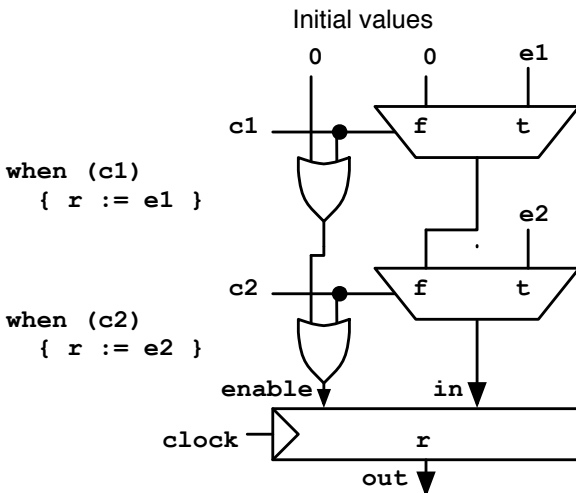 Initial values
0 0 e1
c1 f t
when (c1)
{ r := e1 }
e2
c2 f t
when (c2)
{ r := e2 }
enable in
clock r
out